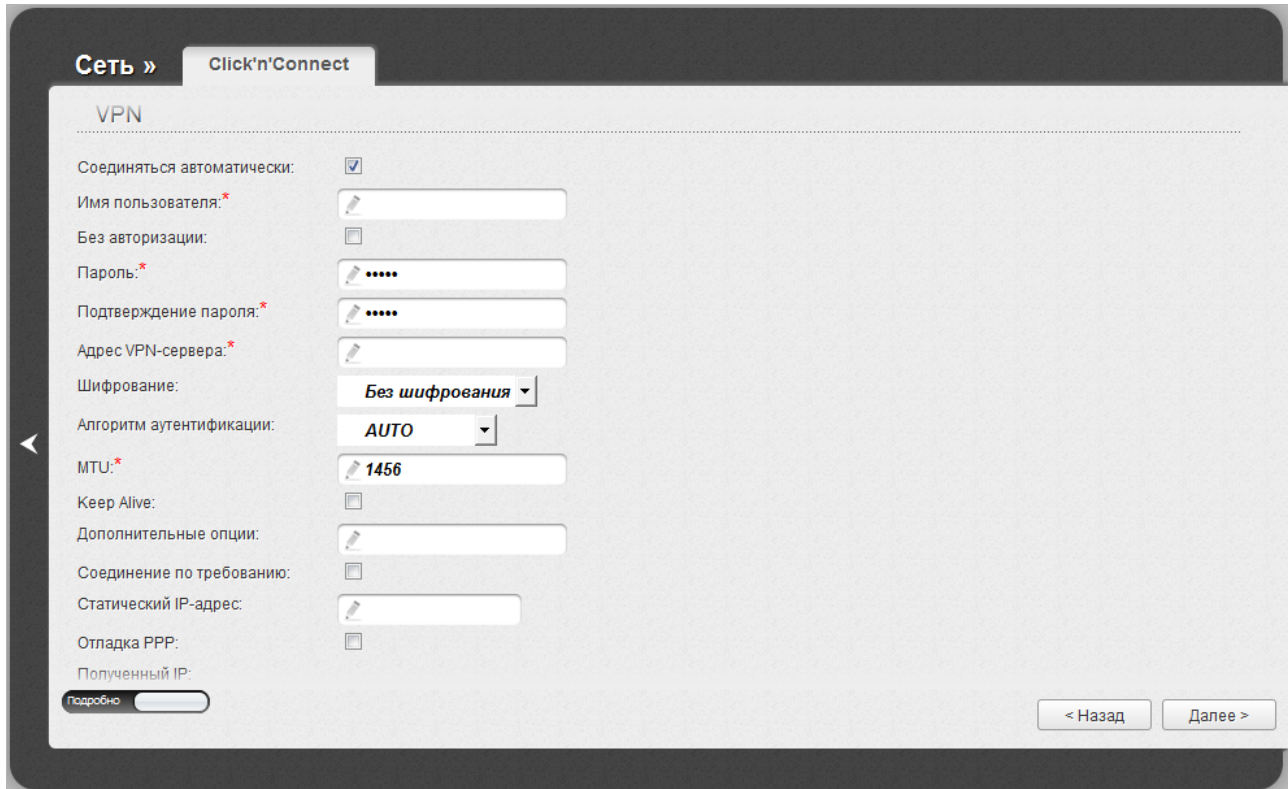 Сеть » Click'n'Connect
VPN
Соединяться автоматически:
Имя пользователя:*
Без авторизации:
Пароль:* •••••
Подтверждение пароля:* •••••
Адрес VPN-сервера:*
Шифрование: Без шифрования
Алгоритм аутентификации: AUTO
MTU:* 1456
Keep Alive:
Дополнительные опции:
Соединение по требованию:
Статический IP-адрес:
Отладка PPP:
Полученный IP:
Подробно
< Назад Далее >